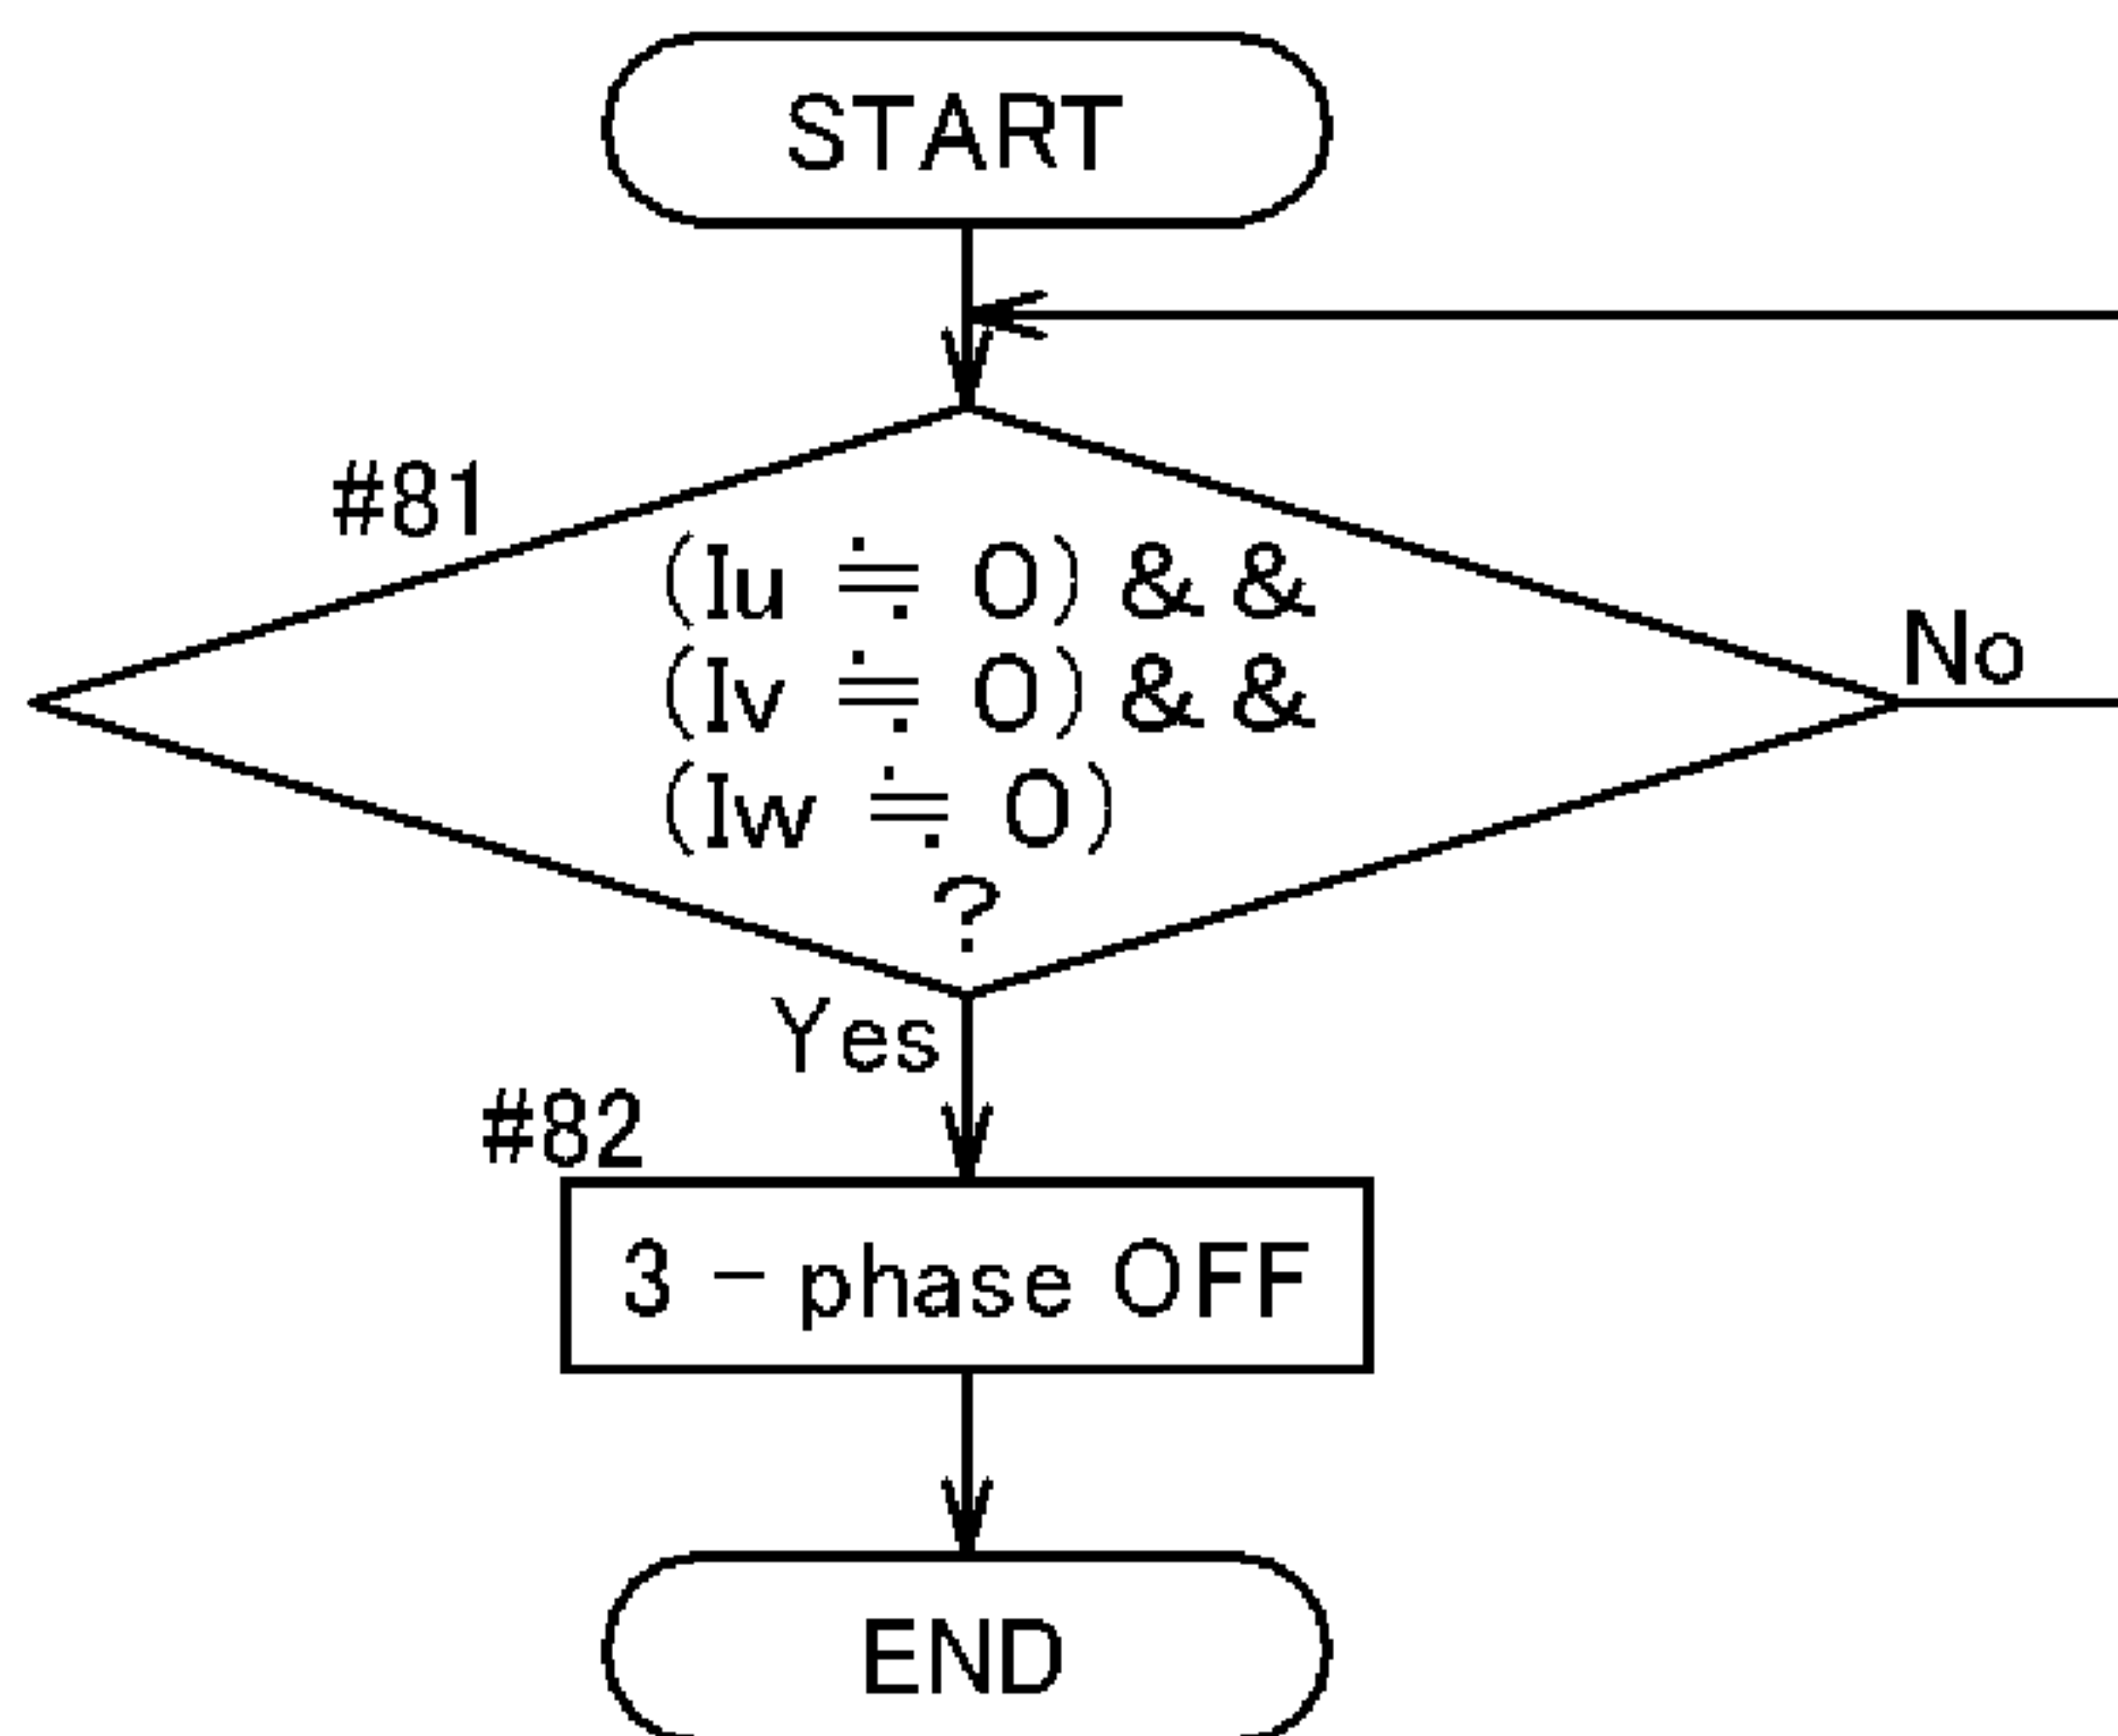 START
#81
(Iu ≒ 0) & &
(Iv ≒ 0) & &
(Iw ≒ 0)
?
No
Yes
#82
3 − phase OFF
END